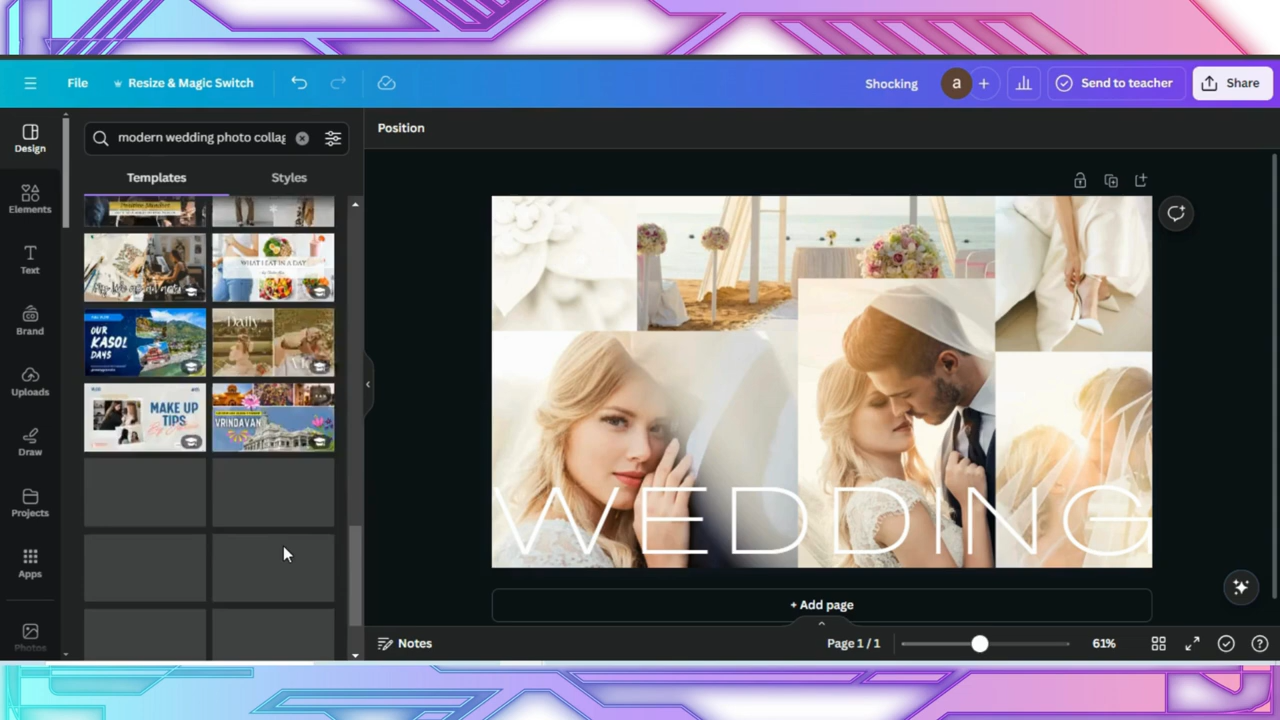 File
Resize & Magic Switch
Shocking
a
Send to teacher
Share
Design
Elements
Text
Brand
Uploads
Draw
Projects
Apps
Photos
modern wedding photo collag
Templates
Styles
WHAT I EAT IN A DAY
OUR
KASOL
DAYS
Daily
MAKE UP
TIPS
VRINDAVAN
Position
WEDDING
+ Add page
Notes
Page 1 / 1
61%